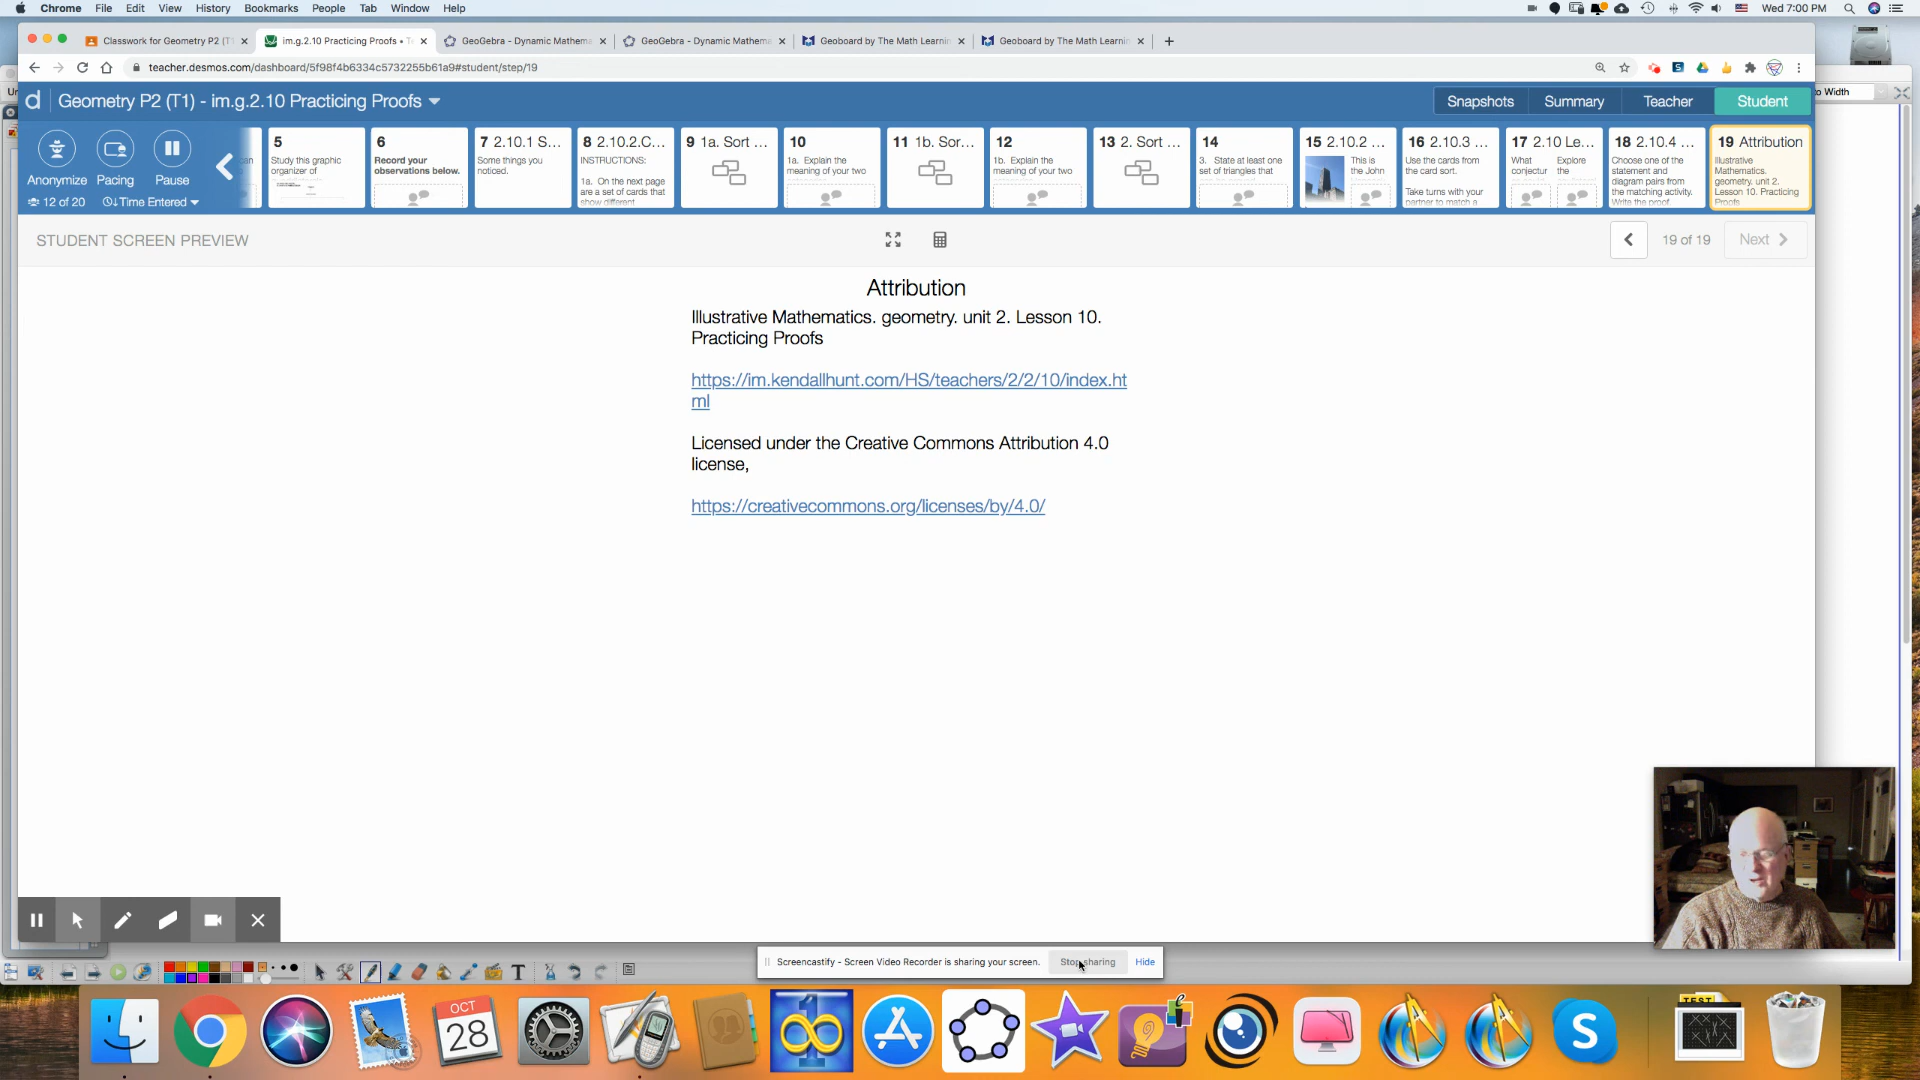 Chrome File Edit View History Bookmarks People Tab Window Help
Wed 7:00 PM
Classwork for Geometry P2 (T1
im.g.2.10 Practicing Proofs •
GeoGebra - Dynamic Mathema
GeoGebra - Dynamic Mathema
Geoboard by The Math Learnin
Geoboard by The Math Learnin
teacher.desmos.com/dashboard/5f98f4b6334c5732255b61a9#student/step/19
Geometry P2 (T1) - im.g.2.10 Practicing Proofs
Snapshots Summary Teacher Student
o Width
Anonymize Pacing Pause
12 of 20 Time Entered
5
Study this graphic
organizer of
6
Record your
observations below.
7 2.10.1 S...
Some things you
noticed.
8 2.10.2.C...
INSTRUCTIONS:
1a. On the next page
are a set of cards that
show different
9 1a. Sort ...
10
1a. Explain the
meaning of your two
11 1b. Sor...
12
1b. Explain the
meaning of your two
13 2. Sort ...
14
3. State at least one
set of triangles that
15 2.10.2 ...
This is
the John
16 2.10.3 ...
Use the cards from
the card sort.
Take turns with your
partner to match a
17 2.10 Le...
What
conjectur
Explore
the
18 2.10.4 ...
Choose one of the
statement and
diagram pairs from
the matching activity.
Write the proof.
19 Attribution
Illustrative
Mathematics.
geometry. unit 2.
Lesson 10. Practicing
Proofs
STUDENT SCREEN PREVIEW
19 of 19 Next
Attribution
Illustrative Mathematics. geometry. unit 2. Lesson 10.
Practicing Proofs
https://im.kendallhunt.com/HS/teachers/2/2/10/index.ht
ml
Licensed under the Creative Commons Attribution 4.0
license,
https://creativecommons.org/licenses/by/4.0/
Screencastify - Screen Video Recorder is sharing your screen. Stop sharing Hide
OCT
28
TEST